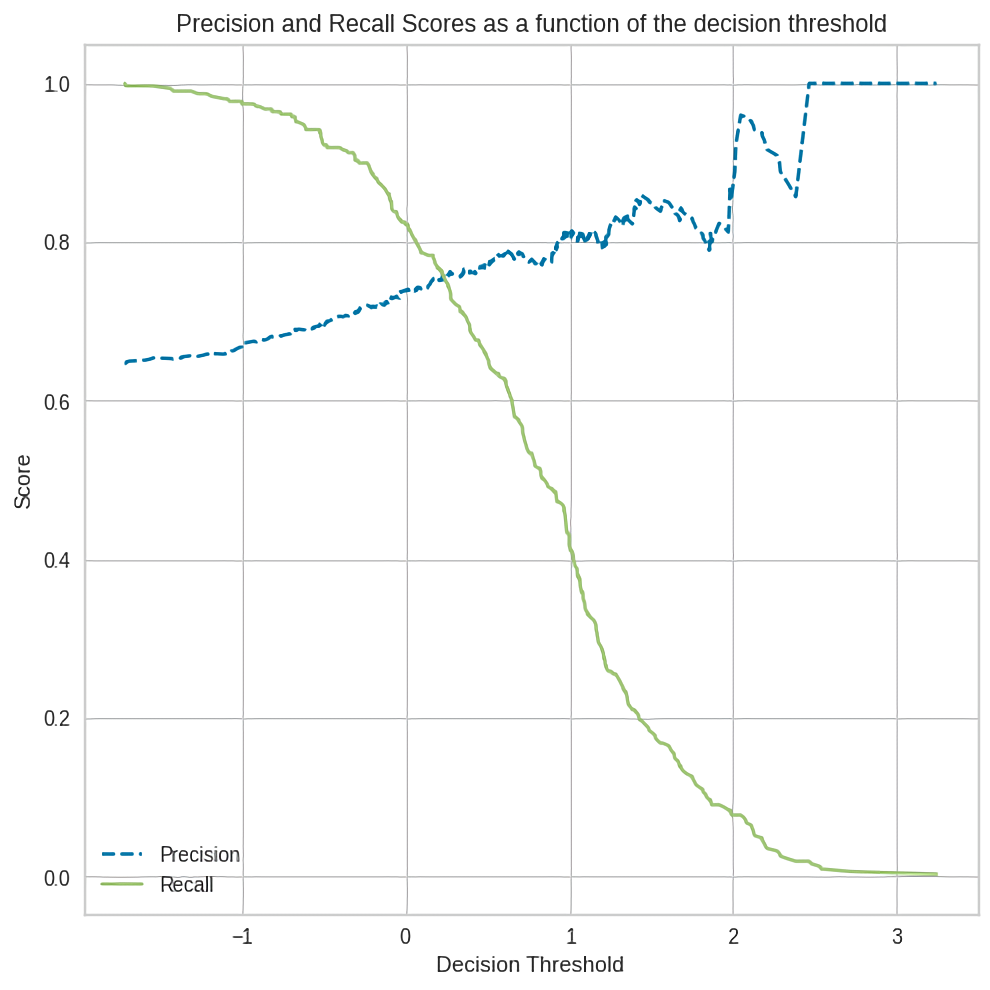 Precision and Recall Scores as a function of the decision threshold
1.0
0.8
0.6
0.4
0.2
0.0
Score
Precision
Recall
−1
0
1
2
3
Decision Threshold